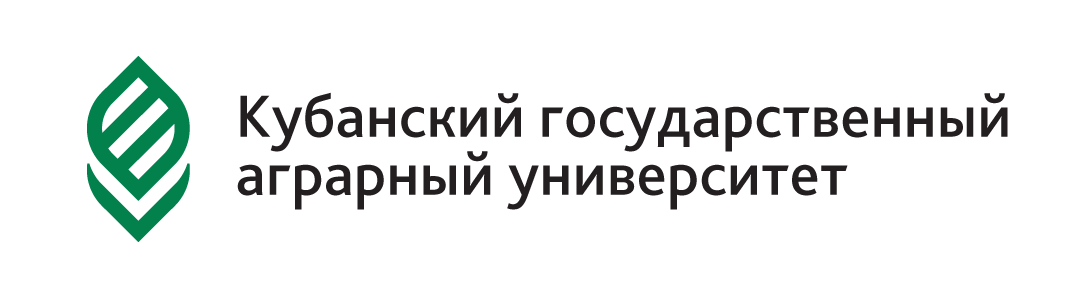 Кубанский государственный
аграрный университет